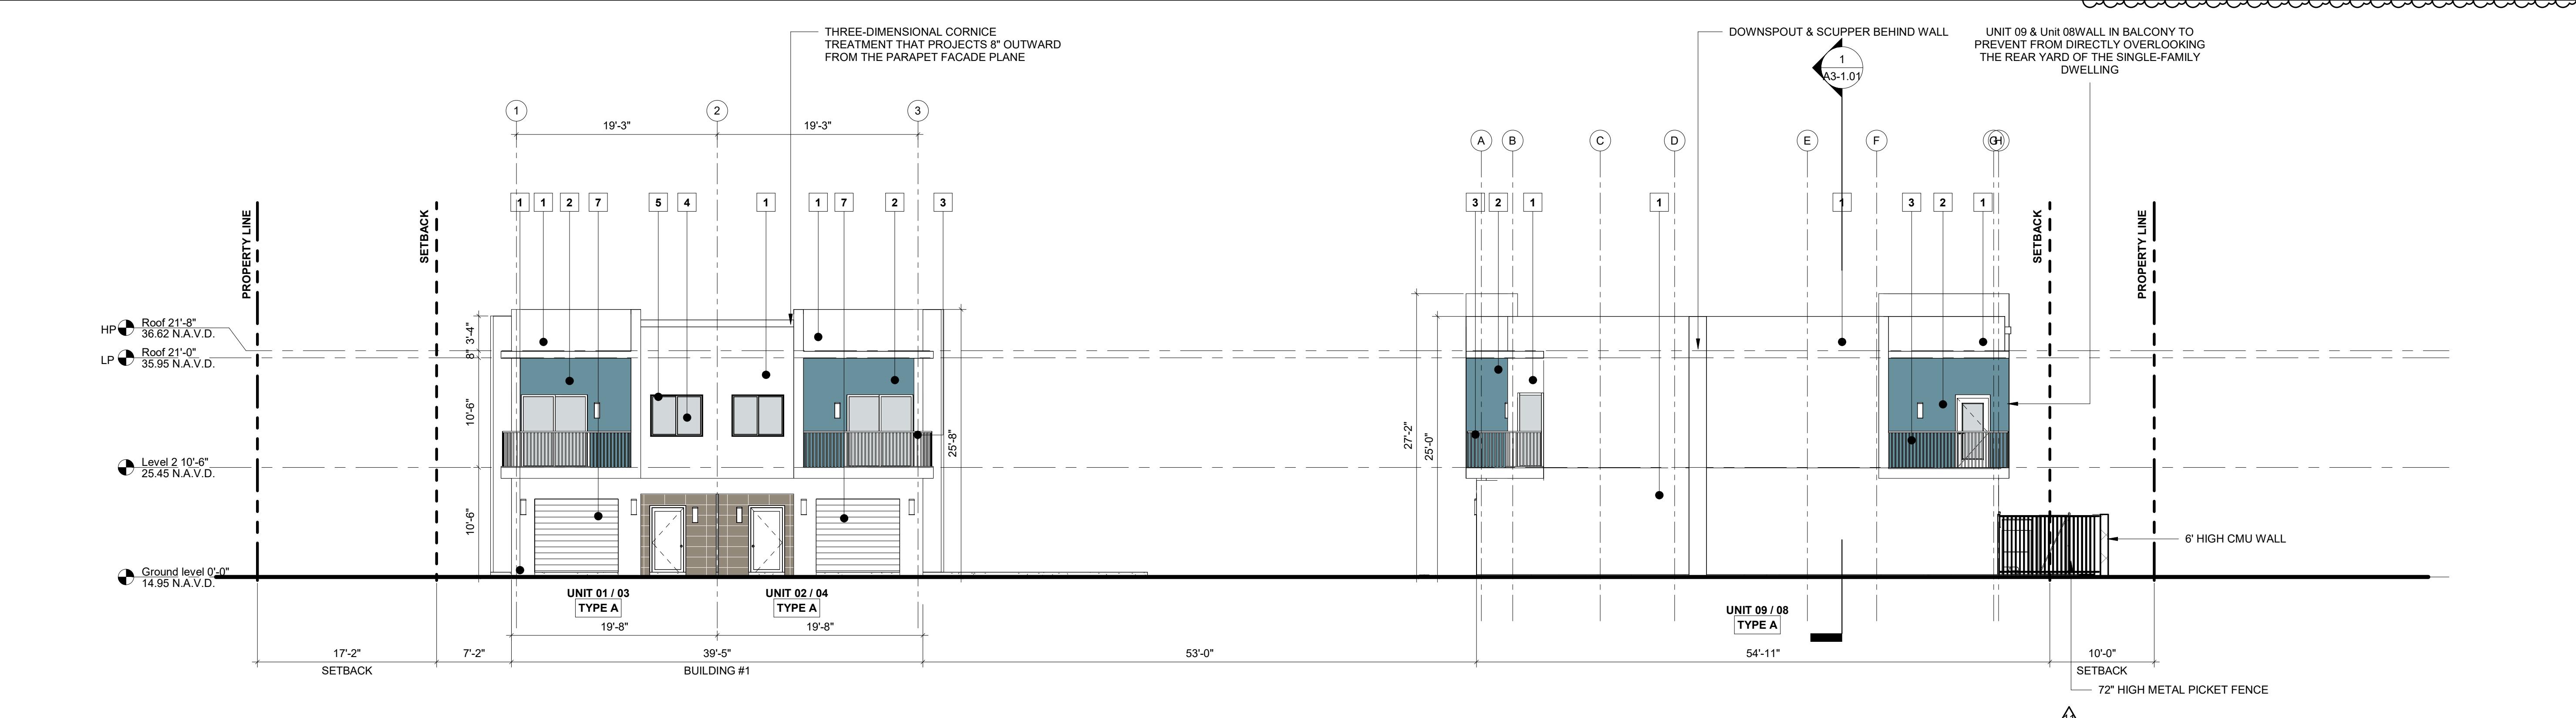 THREE-DIMENSIONAL CORNICE
TREATMENT THAT PROJECTS 8" OUTWARD
FROM THE PARAPET FACADE PLANE
DOWNSPOUT & SCUPPER BEHIND WALL
1
A3-1.01
UNIT 09 & Unit 08WALL IN BALCONY TO
PREVENT FROM DIRECTLY OVERLOOKING
THE REAR YARD OF THE SINGLE-FAMILY
DWELLING
1 2 3
19'-3" 19'-3"
A B C D E F G H
1 1 2 7 5 4 1 1 7 2 3
3 2 1 1 1 3 2 1
PROPERTY LINE
SETBACK
SETBACK
PROPERTY LINE
HP Roof 21'-8"
36.62 N.A.V.D.
LP Roof 21'-0"
35.95 N.A.V.D.
3'-4"
8"
10'-6"
25'-8"
27'-2"
25'-0"
Level 2 10'-6"
25.45 N.A.V.D.
10'-6"
6' HIGH CMU WALL
Ground level 0'-0"
14.95 N.A.V.D.
UNIT 01 / 03
TYPE A
UNIT 02 / 04
TYPE A
UNIT 09 / 08
TYPE A
19'-8" 19'-8"
17'-2" 7'-2" 39'-5" 53'-0" 54'-11" 10'-0"
SETBACK BUILDING #1 SETBACK
72" HIGH METAL PICKET FENCE